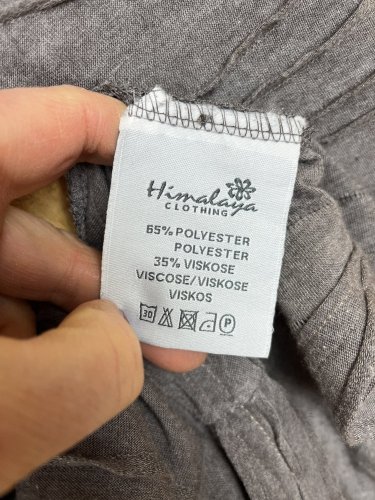 Himalaya
CLOTHING
65% POLYESTER
POLYESTER
35% VISKOSE
VISCOSE/VISKOSE
VISKOS
30
P